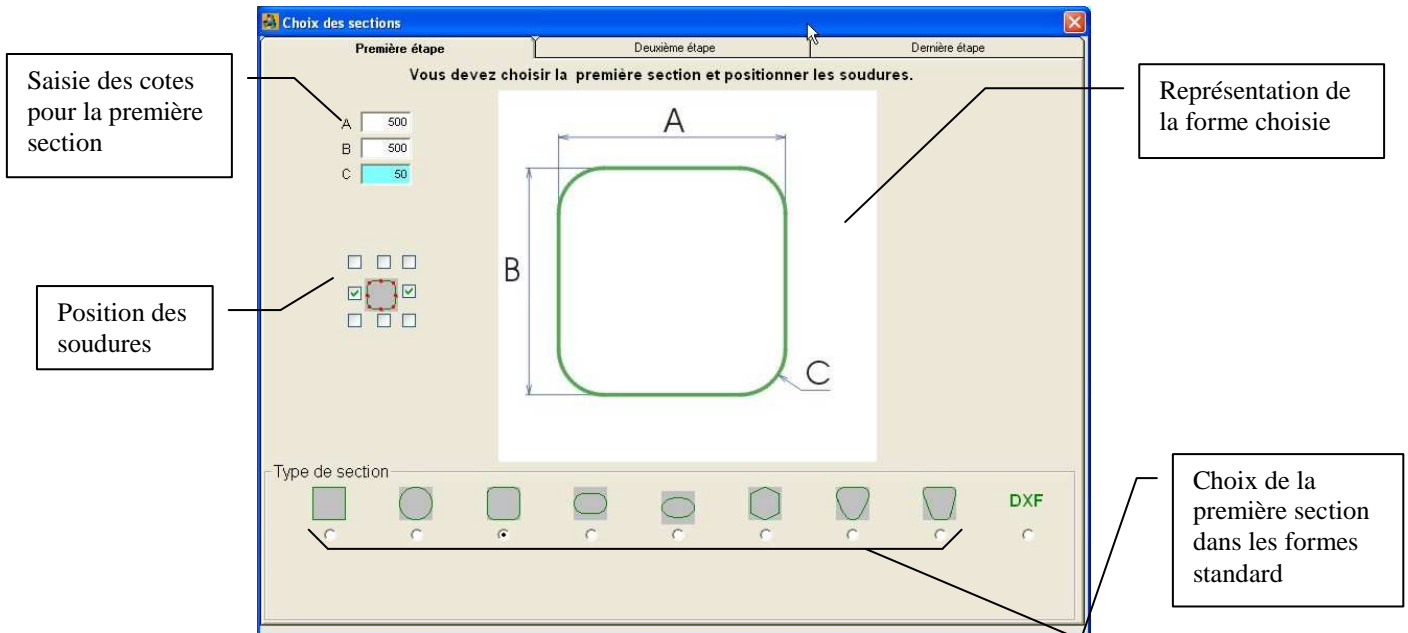 Choix des sections
Première étape
Deuxième étape
Dernière étape
Vous devez choisir la première section et positionner les soudures.
Saisie des cotes
pour la première
section
A 500
B 500
C 50
A
B
C
Représentation de
la forme choisie
Position des
soudures
Type de section
DXF
Choix de la
première section
dans les formes
standard